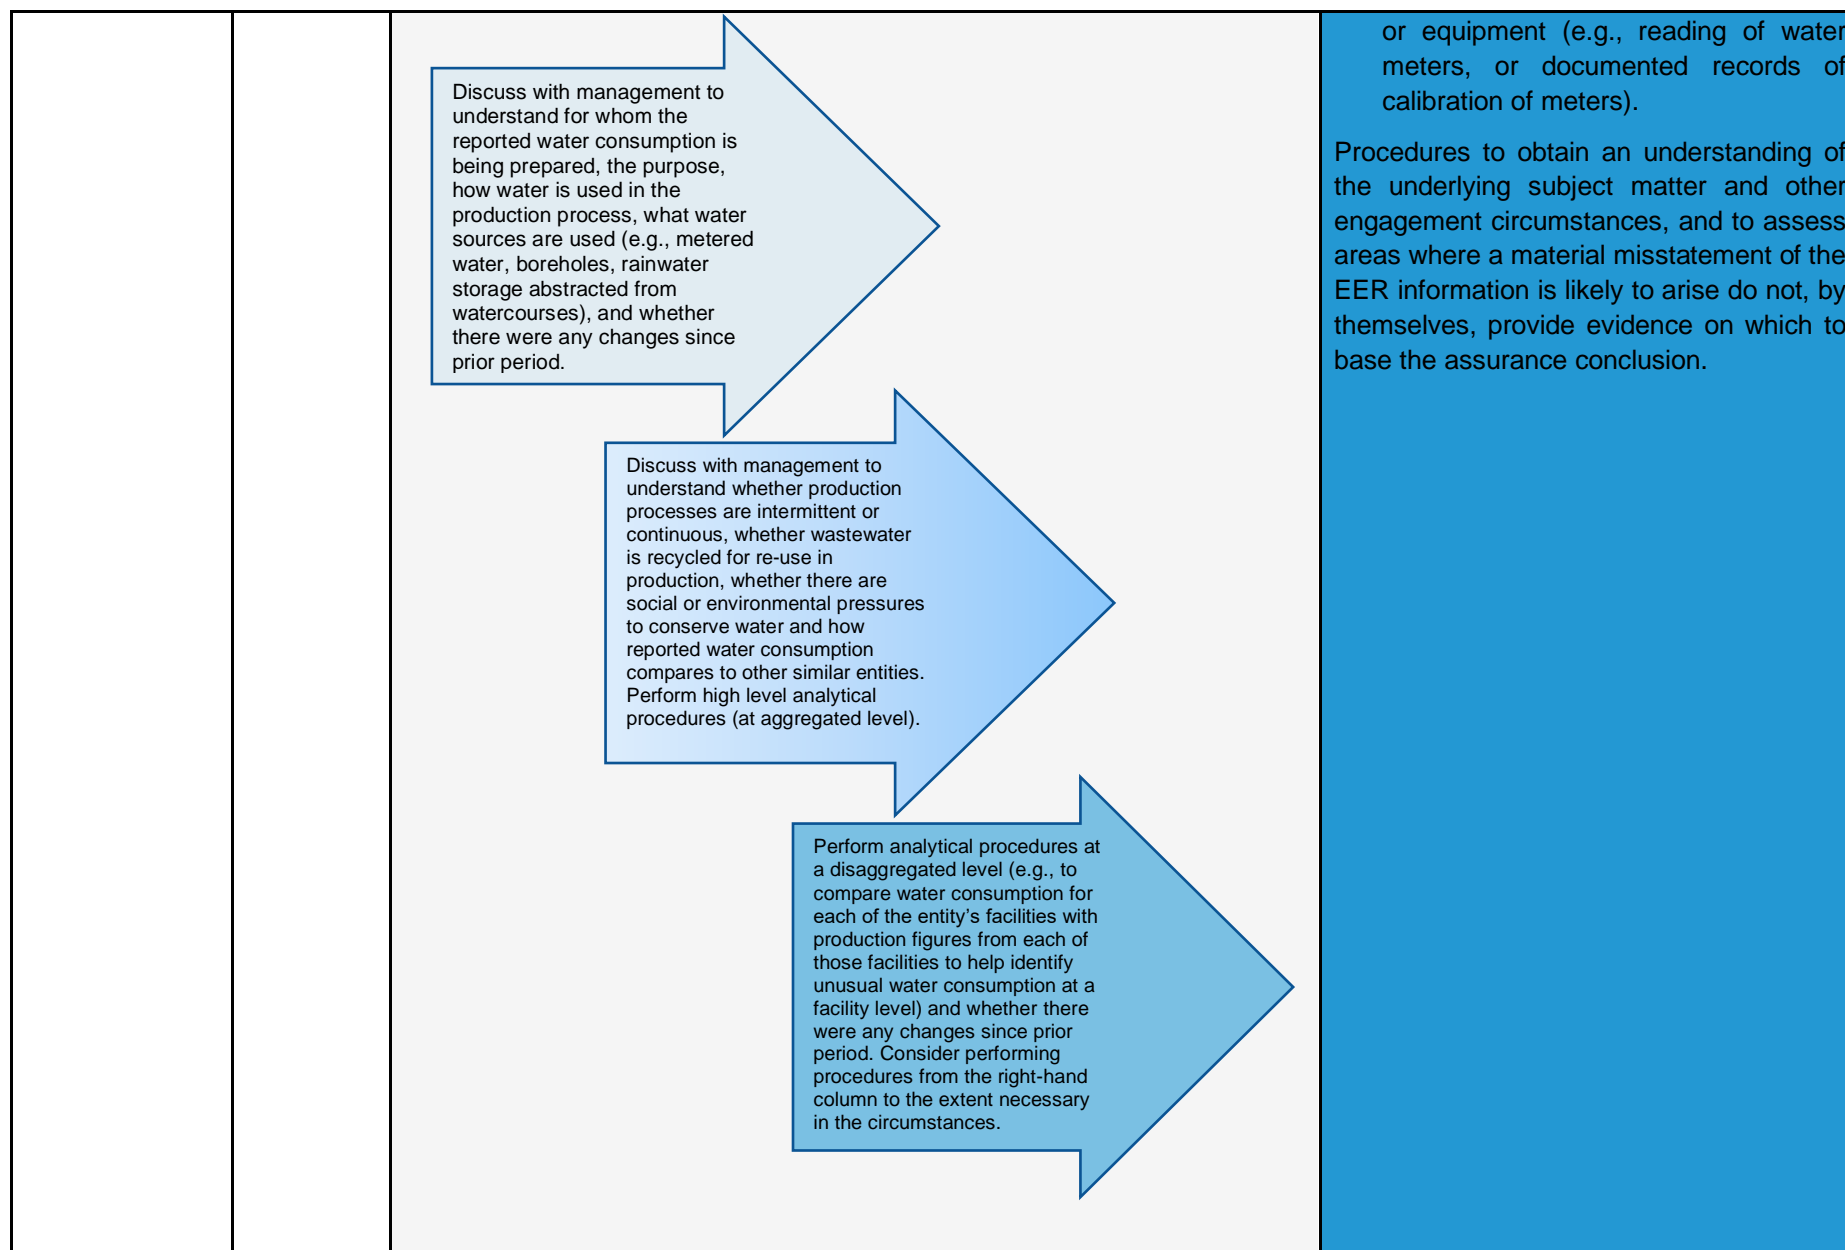 Discuss with management to
understand for whom the
reported water consumption is
being prepared, the purpose,
how water is used in the
production process, what water
sources are used (e.g., metered
water, boreholes, rainwater
storage abstracted from
watercourses), and whether
there were any changes since
prior period.
Discuss with management to
understand whether production
processes are intermittent or
continuous, whether wastewater
is recycled for re-use in
production, whether there are
social or environmental pressures
to conserve water and how
reported water consumption
compares to other similar entities.
Perform high level analytical
procedures (at aggregated level).
Perform analytical procedures at
a disaggregated level (e.g., to
compare water consumption for
each of the entity’s facilities with
production figures from each of
those facilities to help identify
unusual water consumption at a
facility level) and whether there
were any changes since prior
period. Consider performing
procedures from the right-hand
column to the extent necessary
in the circumstances.
or equipment (e.g., reading of water
meters, or documented records of
calibration of meters).
Procedures to obtain an understanding of
the underlying subject matter and other
engagement circumstances, and to assess
areas where a material misstatement of the
EER information is likely to arise do not, by
themselves, provide evidence on which to
base the assurance conclusion.